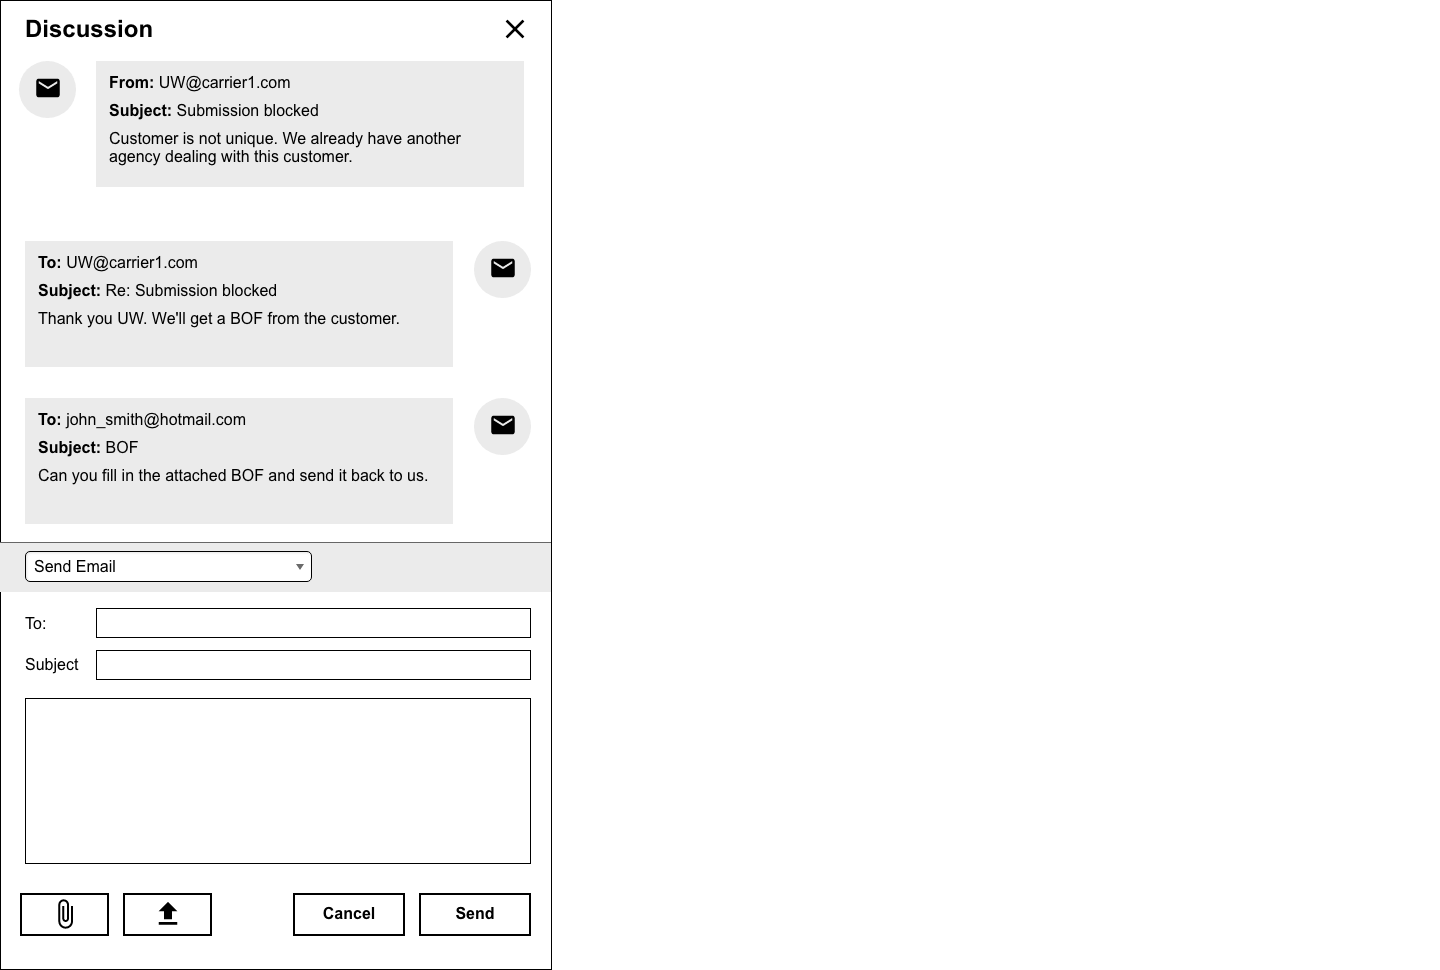 Discussion
From: UW@carrier1.com
Subject: Submission blocked
Customer is not unique. We already have another
agency dealing with this customer.
To: UW@carrier1.com
Subject: Re: Submission blocked
Thank you UW. We'll get a BOF from the customer.
To: john_smith@hotmail.com
Subject: BOF
Can you fill in the attached BOF and send it back to us.
Send Email
To:
Subject
Cancel
Send